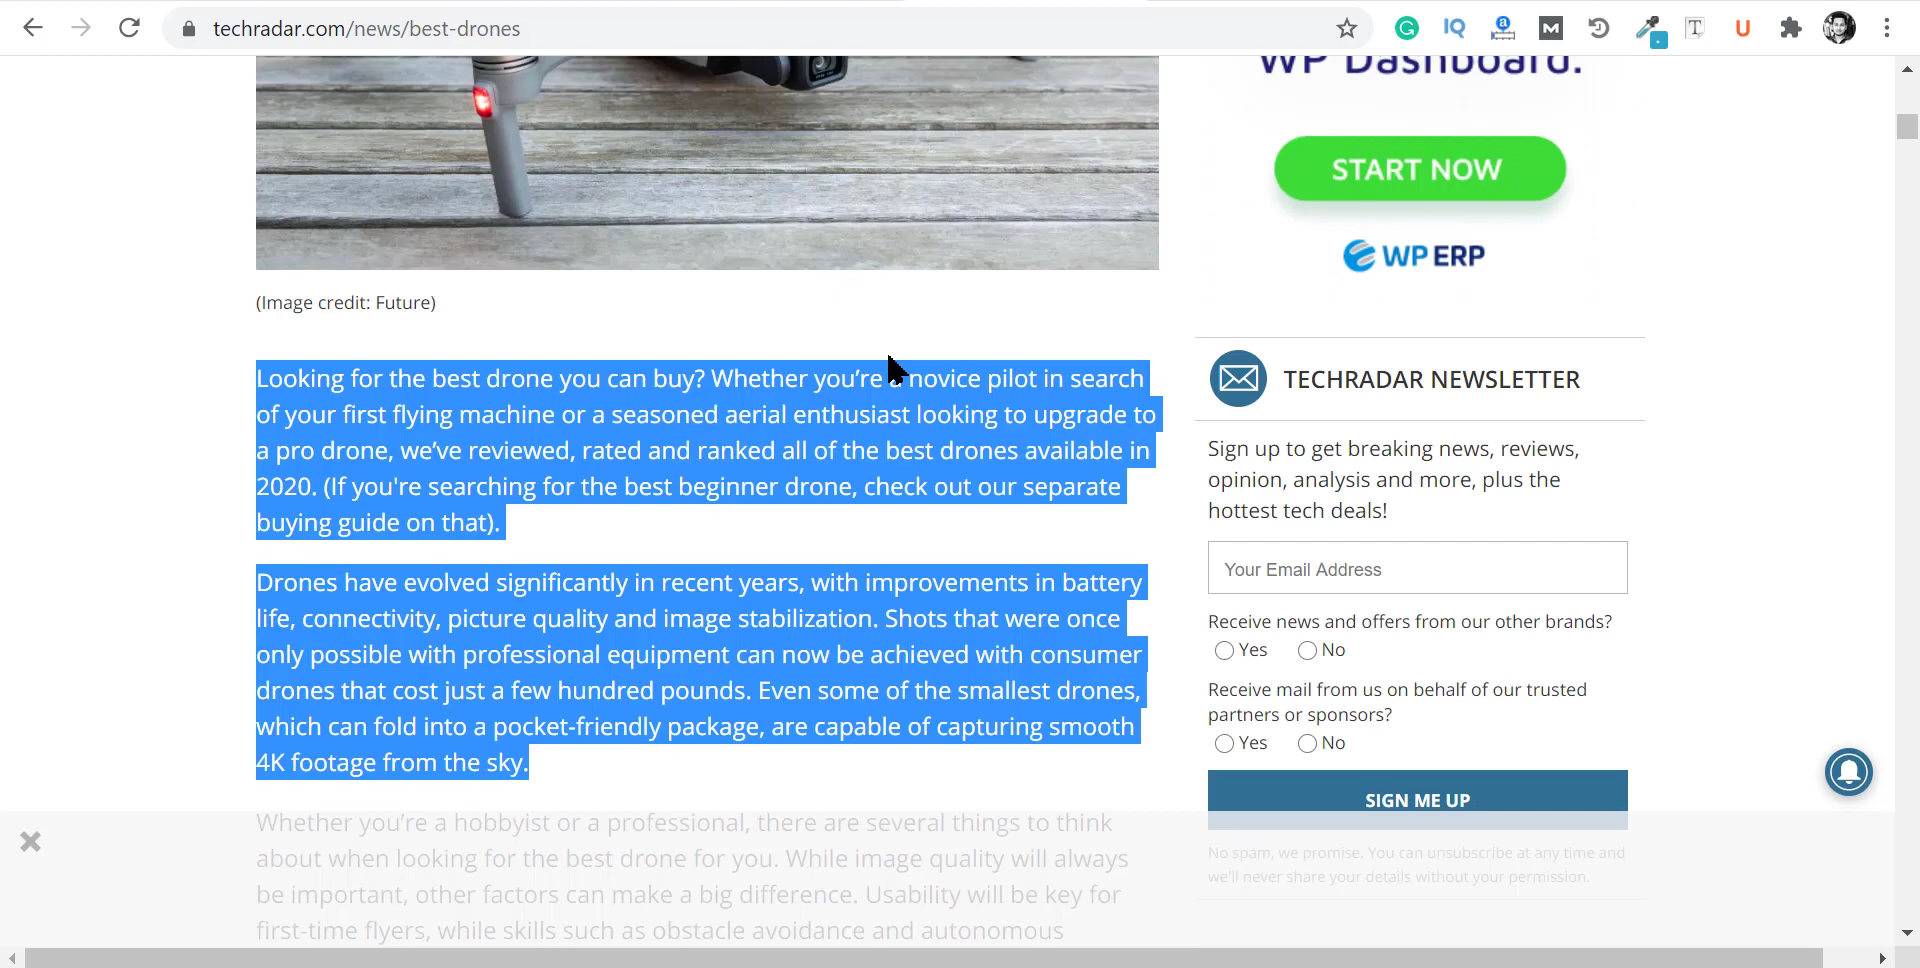 techradar.com/news/best-drones
WP Dashboard.
START NOW
WP ERP
(Image credit: Future)
Looking for the best drone you can buy? Whether you’re a novice pilot in search
of your first flying machine or a seasoned aerial enthusiast looking to upgrade to
a pro drone, we’ve reviewed, rated and ranked all of the best drones available in
2020. (If you're searching for the best beginner drone, check out our separate
buying guide on that).
Drones have evolved significantly in recent years, with improvements in battery
life, connectivity, picture quality and image stabilization. Shots that were once
only possible with professional equipment can now be achieved with consumer
drones that cost just a few hundred pounds. Even some of the smallest drones,
which can fold into a pocket-friendly package, are capable of capturing smooth
4K footage from the sky.
Whether you’re a hobbyist or a professional, there are several things to think
about when looking for the best drone for you. While image quality will always
be important, other factors can make a big difference. Usability will be key for
first-time flyers, while skills such as obstacle avoidance and autonomous
TECHRADAR NEWSLETTER
Sign up to get breaking news, reviews,
opinion, analysis and more, plus the
hottest tech deals!
Your Email Address
Receive news and offers from our other brands?
Yes No
Receive mail from us on behalf of our trusted
partners or sponsors?
Yes No
SIGN ME UP
No spam, we promise. You can unsubscribe at any time and
we'll never share your details without your permission.